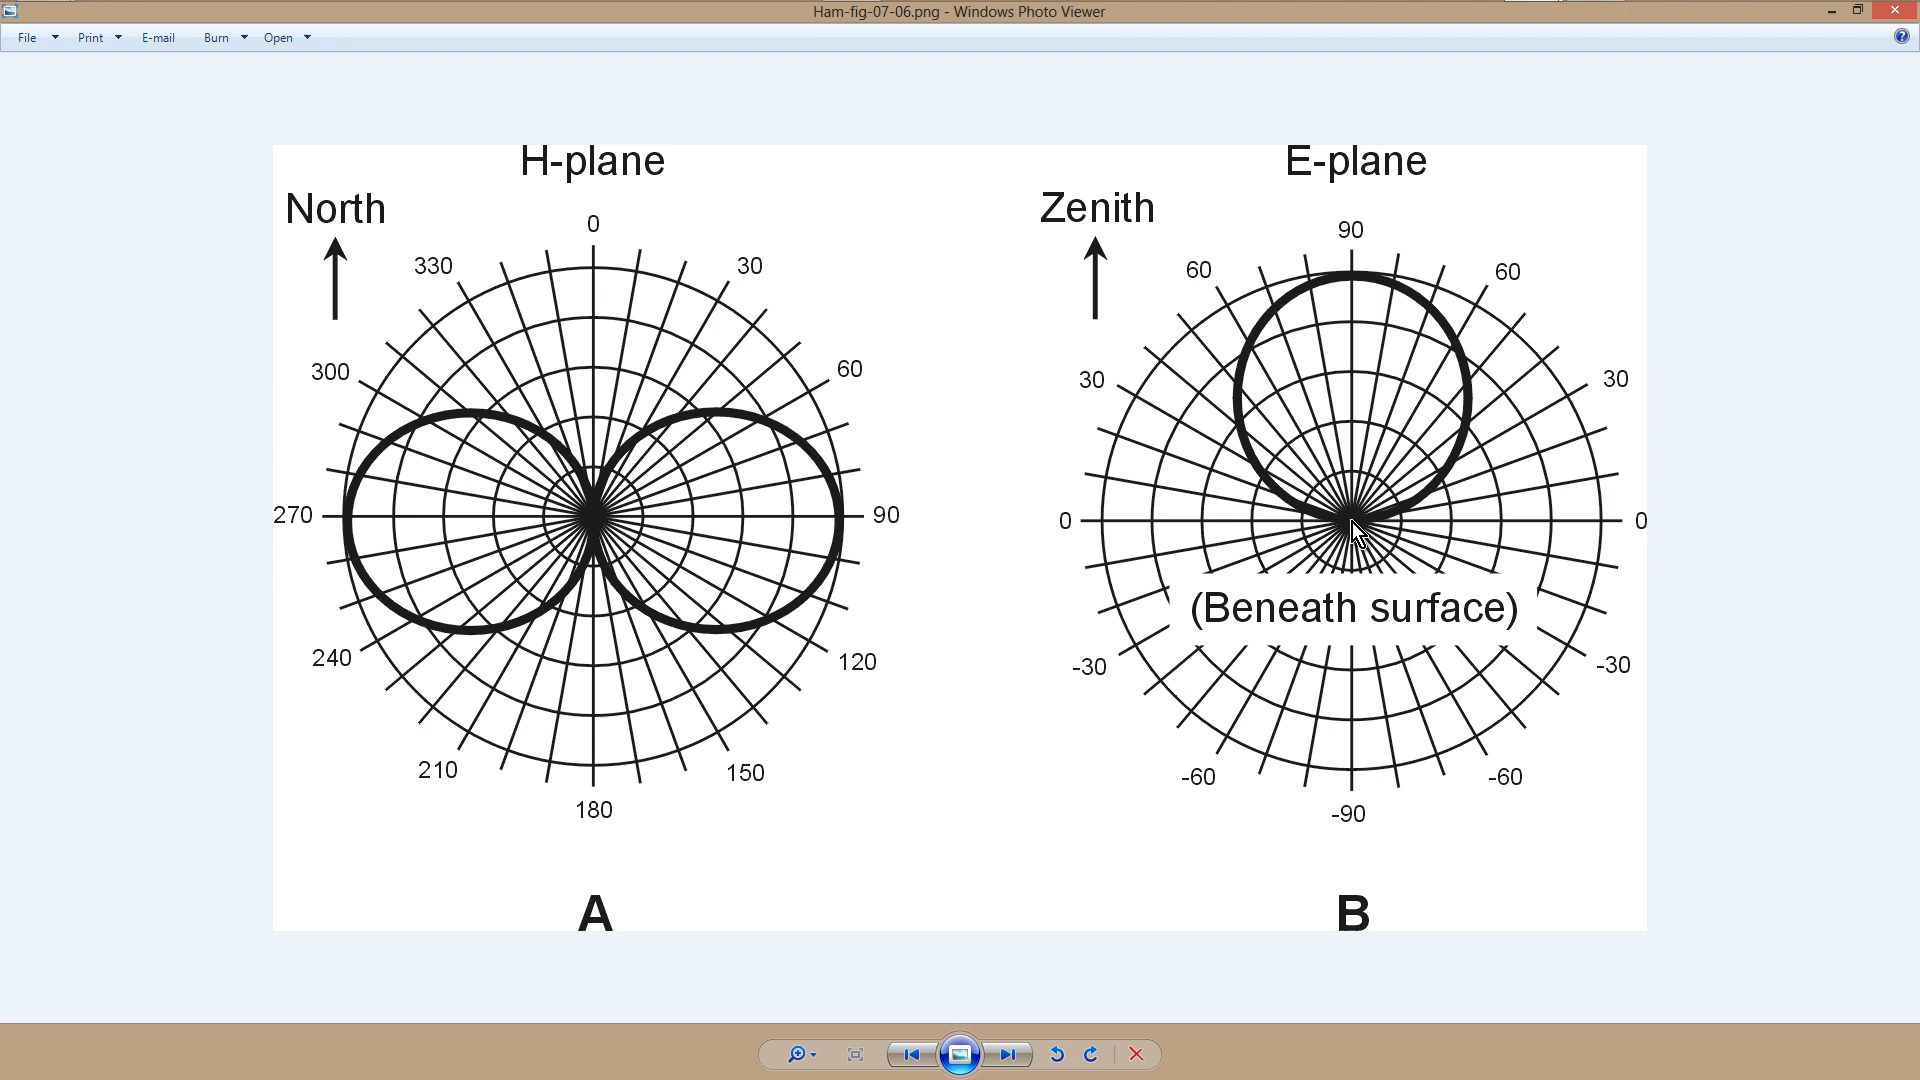 Ham-fig-07-06.png - Windows Photo Viewer
File Print E-mail Burn Open
H-plane
North
0
330
30
300
60
270
90
240
120
210
150
180
A
E-plane
Zenith
90
60
60
30
30
0
0
(Beneath surface)
-30
-30
-60
-60
-90
B